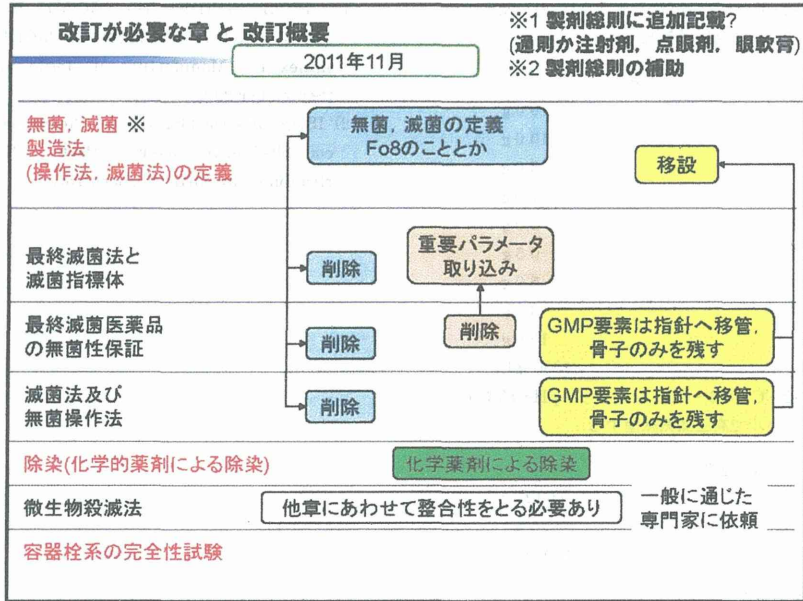 改訂が必要な章 と 改訂概要
2011年11月
※1 製剤総則に追加記載?
(通則か注射剤, 点眼剤, 眼軟膏)
※2 製剤総則の補助
無菌, 滅菌 ※
製造法
(操作法, 滅菌法)の定義
無菌, 滅菌の定義
Fo8のこととか
移設
最終滅菌法と
滅菌指標体
削除
重要パラメータ
取り込み
最終滅菌医薬品
の無菌性保証
削除
削除
GMP要素は指針へ移管,
骨子のみを残す
滅菌法及び
無菌操作法
削除
GMP要素は指針へ移管,
骨子のみを残す
除染(化学的薬剤による除染)
化学薬剤による除染
微生物殺滅法
他章にあわせて整合性をとる必要あり
一般に通じた
専門家に依頼
容器栓系の完全性試験